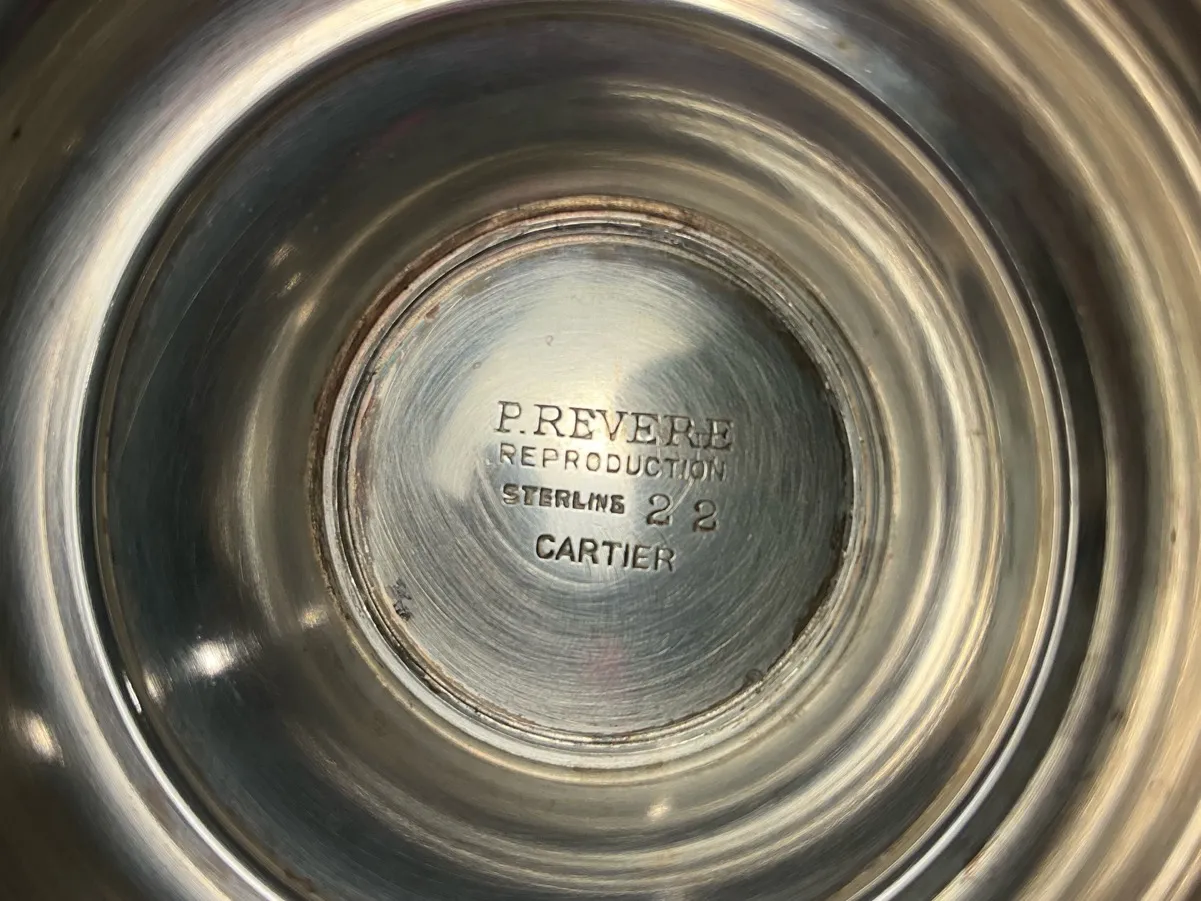 P. REVERE
REPRODUCTION
STERLING 2 2
CARTIER